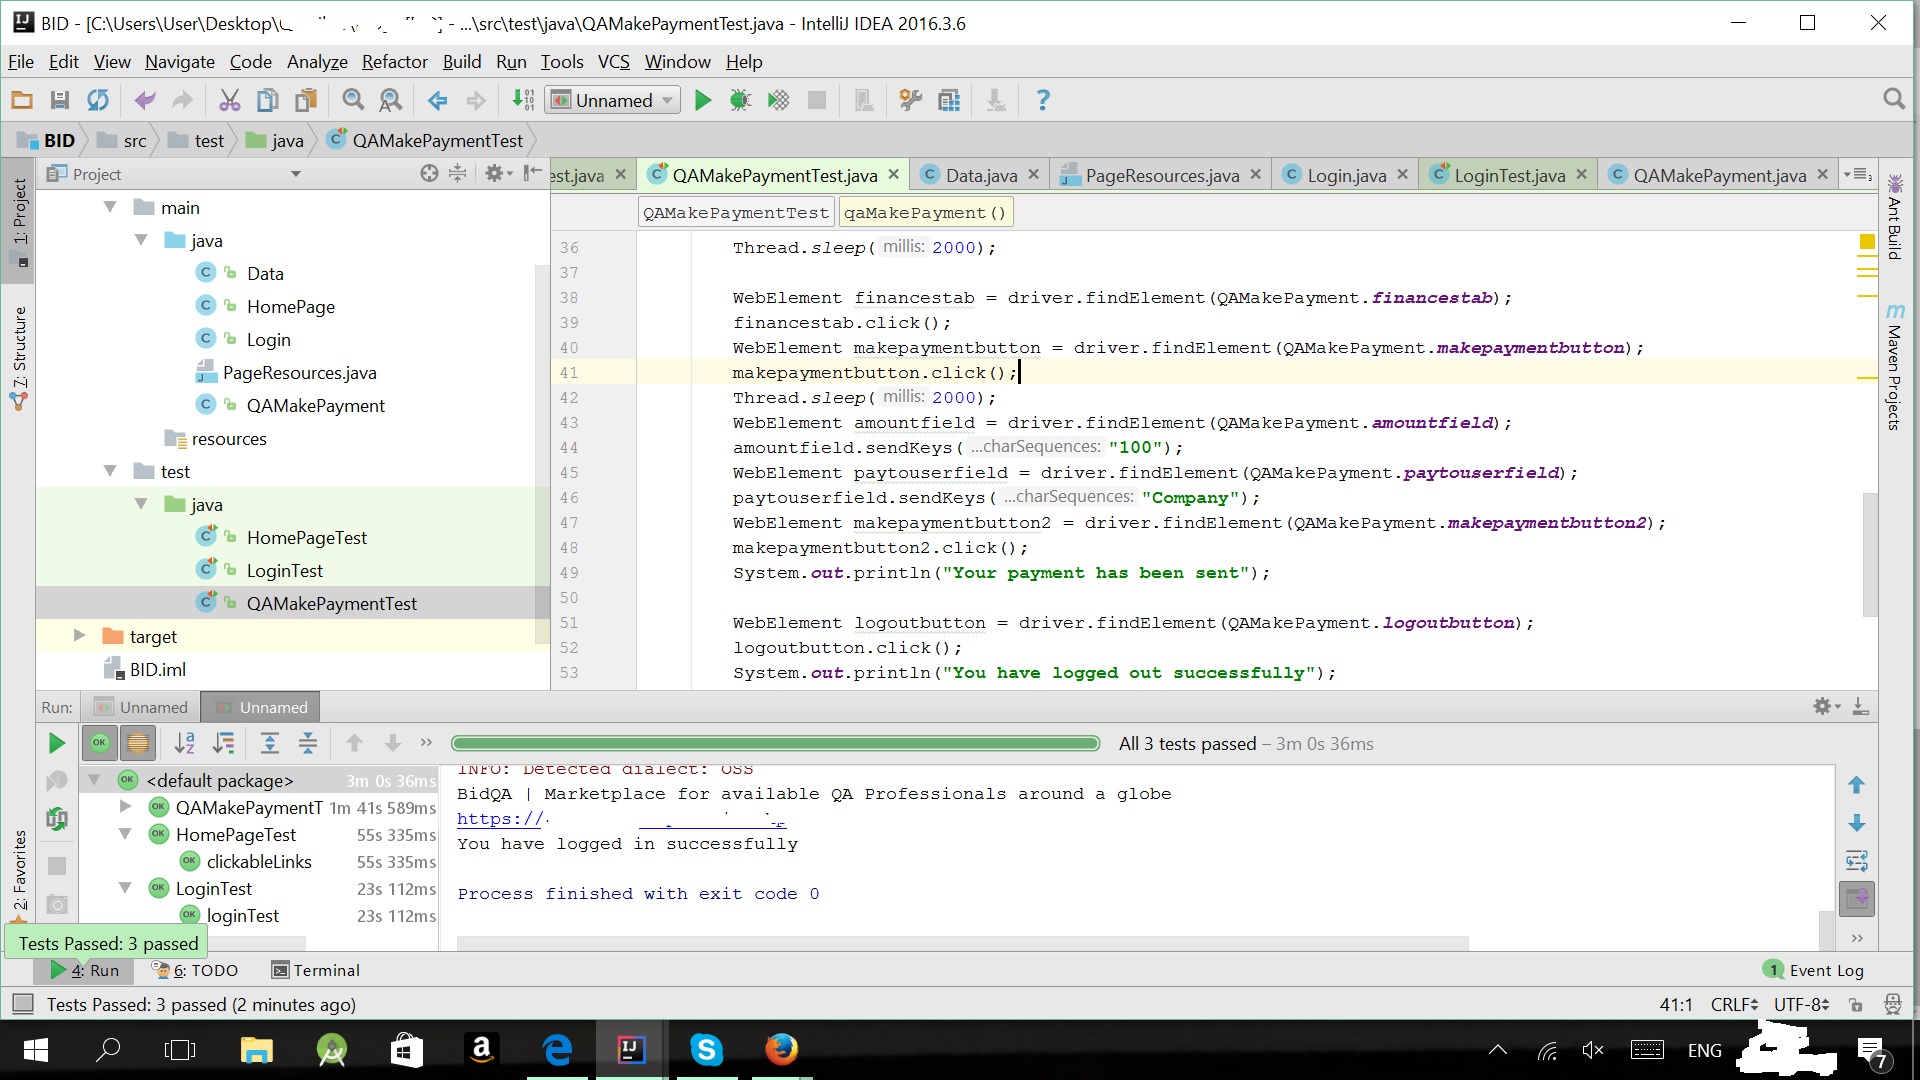 BID - [C:\Users\User\Desktop\ ] - ...\src\test\java\QAMakePaymentTest.java - IntelliJ IDEA 2016.3.6
File Edit View Navigate Code Analyze Refactor Build Run Tools VCS Window Help
Unnamed
BID src test java QAMakePaymentTest
Project
est.java QAMakePaymentTest.java Data.java PageResources.java Login.java LoginTest.java QAMakePayment.java
1: Project
7: Structure
2: Favorites
main
java
Data
HomePage
Login
PageResources.java
QAMakePayment
resources
test
java
HomePageTest
LoginTest
QAMakePaymentTest
target
BID.iml
QAMakePaymentTest qaMakePayment()
36 Thread.sleep( millis: 2000);
37
38 WebElement financestab = driver.findElement(QAMakePayment.financestab);
39 financestab.click();
40 WebElement makepaymentbutton = driver.findElement(QAMakePayment.makepaymentbutton);
41 makepaymentbutton.click();
42 Thread.sleep( millis: 2000);
43 WebElement amountfield = driver.findElement(QAMakePayment.amountfield);
44 amountfield.sendKeys( ...charSequences: "100");
45 WebElement paytouserfield = driver.findElement(QAMakePayment.paytouserfield);
46 paytouserfield.sendKeys( ...charSequences: "Company");
47 WebElement makepaymentbutton2 = driver.findElement(QAMakePayment.makepaymentbutton2);
48 makepaymentbutton2.click();
49 System.out.println("Your payment has been sent");
50
51 WebElement logoutbutton = driver.findElement(QAMakePayment.logoutbutton);
52 logoutbutton.click();
53 System.out.println("You have logged out successfully");
Ant Build
m Maven Projects
Run: Unnamed Unnamed
All 3 tests passed – 3m 0s 36ms
<default package> 3m 0s 36ms
QAMakePaymentT 1m 41s 589ms
HomePageTest 55s 335ms
clickableLinks 55s 335ms
LoginTest 23s 112ms
loginTest 23s 112ms
INFO: Detected dialect: OSS
BidQA | Marketplace for available QA Professionals around a globe
https://
You have logged in successfully
Process finished with exit code 0
Tests Passed: 3 passed
4: Run 6: TODO Terminal 1 Event Log
Tests Passed: 3 passed (2 minutes ago) 41:1 CRLF UTF-8
ENG 7